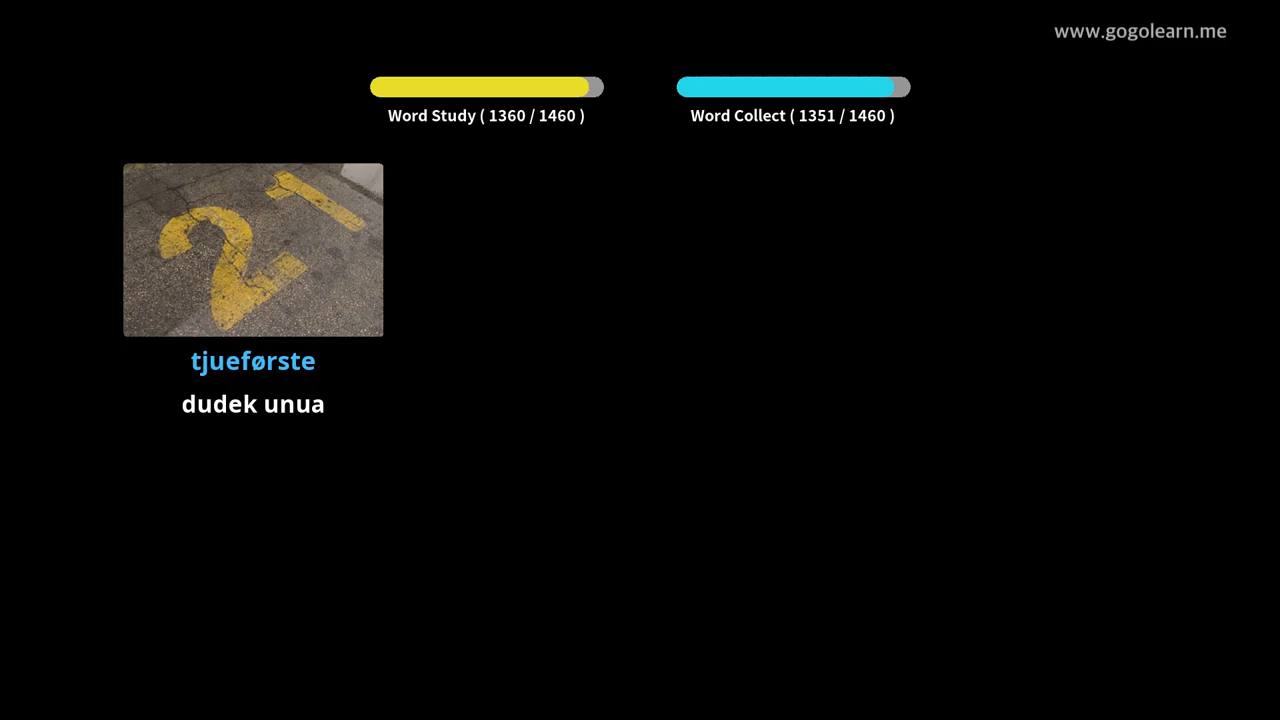 www.gogolearn.me
Word Study ( 1360 / 1460 )
Word Collect ( 1351 / 1460 )
21
tjueførste
dudek unua